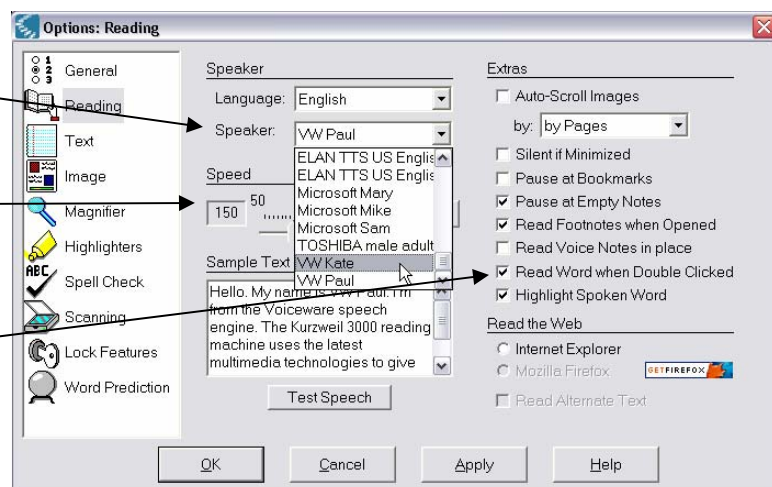 Options: Reading
1
2
3
General
Reading
Text
Image
Magnifier
Highlighters
ABC
Spell Check
Scanning
Lock Features
Word Prediction
Speaker
Language: English
Speaker: VW Paul
ELAN TTS US Englis
ELAN TTS US Englis
Microsoft Mary
Microsoft Mike
Microsoft Sam
TOSHIBA male adult
VW Kate
VW Paul
Speed
150 50
Sample Text
Hello. My name is VW Paul. I'm
from the Voiceware speech
engine. The Kurzweil 3000 reading
machine uses the latest
multimedia technologies to give
Test Speech
Extras
Auto-Scroll Images
by: by Pages
Silent if Minimized
Pause at Bookmarks
Pause at Empty Notes
Read Footnotes when Opened
Read Voice Notes in place
Read Word when Double Clicked
Highlight Spoken Word
Read the Web
Internet Explorer
Mozilla Firefox GETFIREFOX
Read Alternate Text
OK Cancel Apply Help